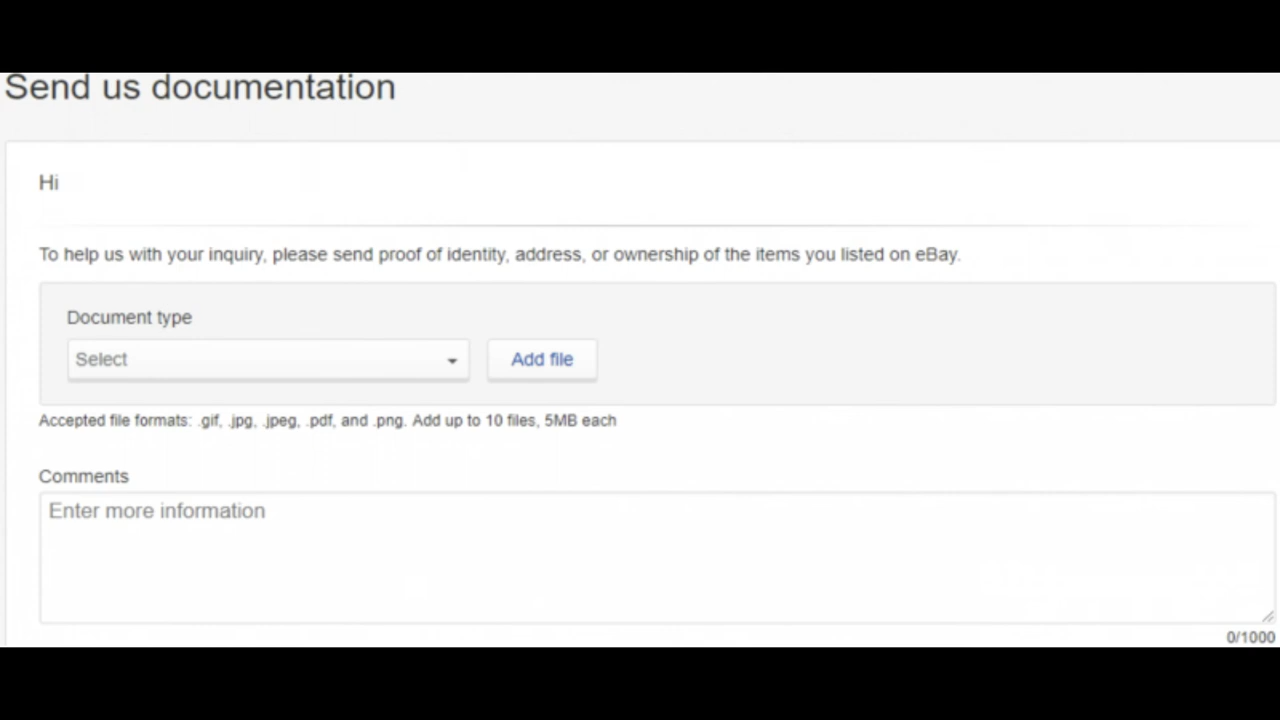 Send us documentation
Hi
To help us with your inquiry, please send proof of identity, address, or ownership of the items you listed on eBay.
Document type
Select
Add file
Accepted file formats: .gif, .jpg, .jpeg, .pdf, and .png. Add up to 10 files, 5MB each
Comments
Enter more information
0/1000